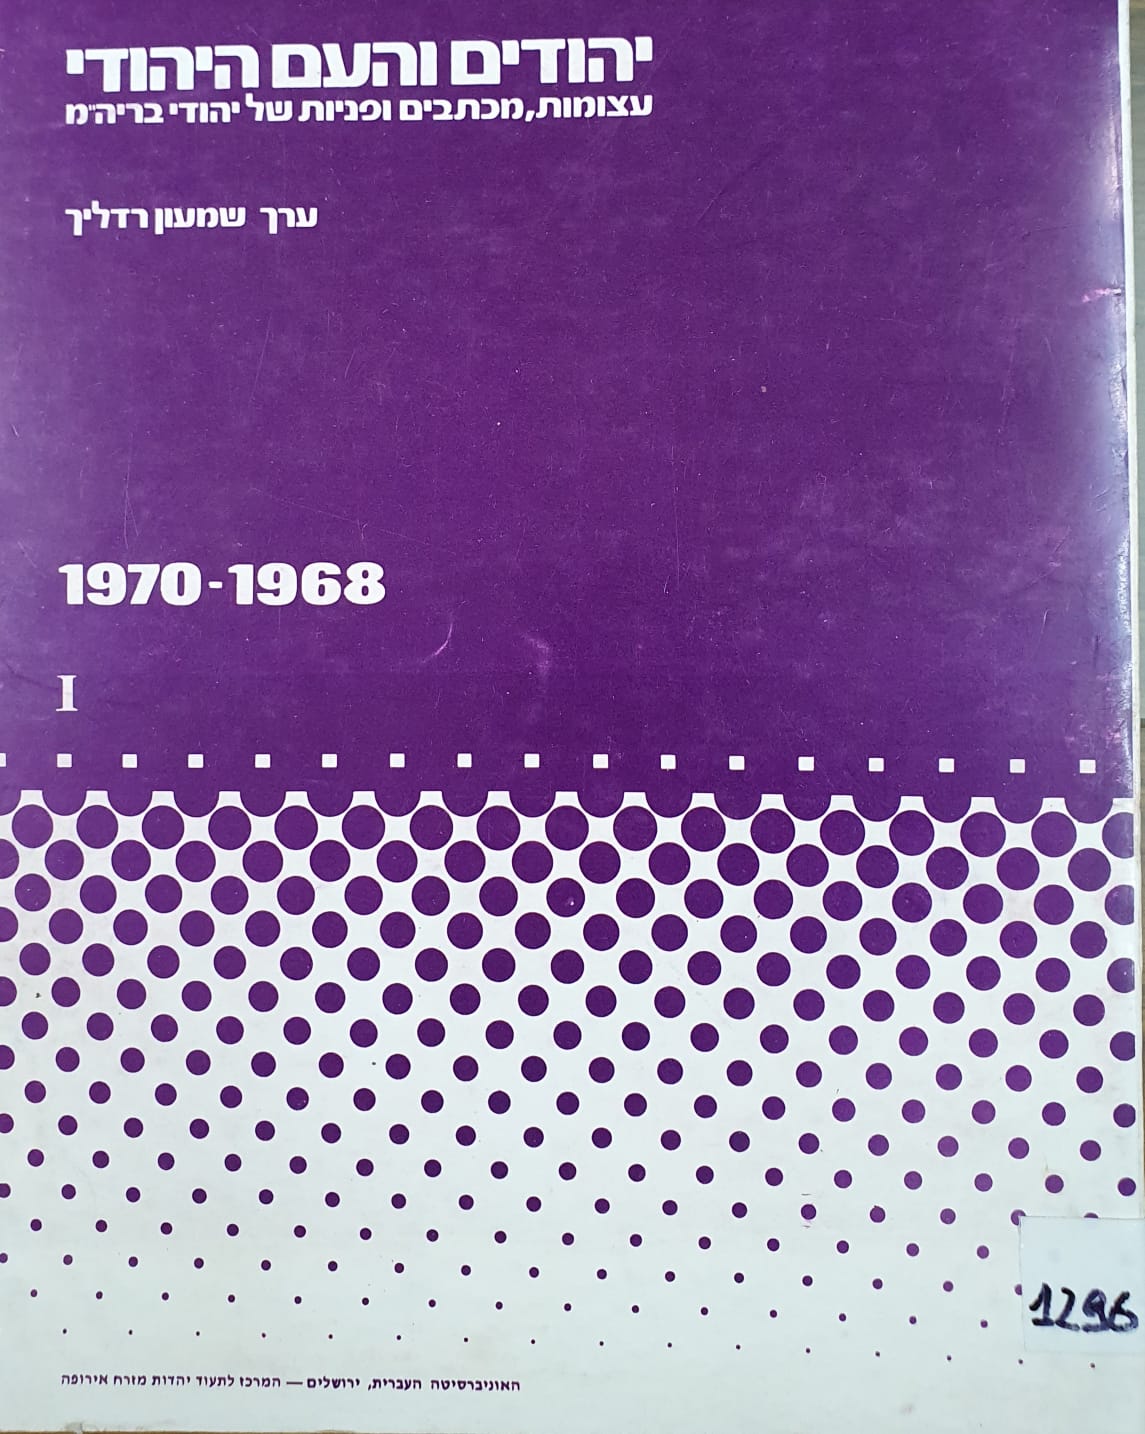 יהודים והעם היהודי
עצומות,מכתבים ופניות של יהודי בריה"מ
ערך שמעון רדליך
1970-1968
I
1296
האוניברסיטה העברית, ירושלים — המרכז לתעוד יהדות מזרח אירופה